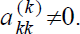 a_{kk}^{(k)} ≠ 0.